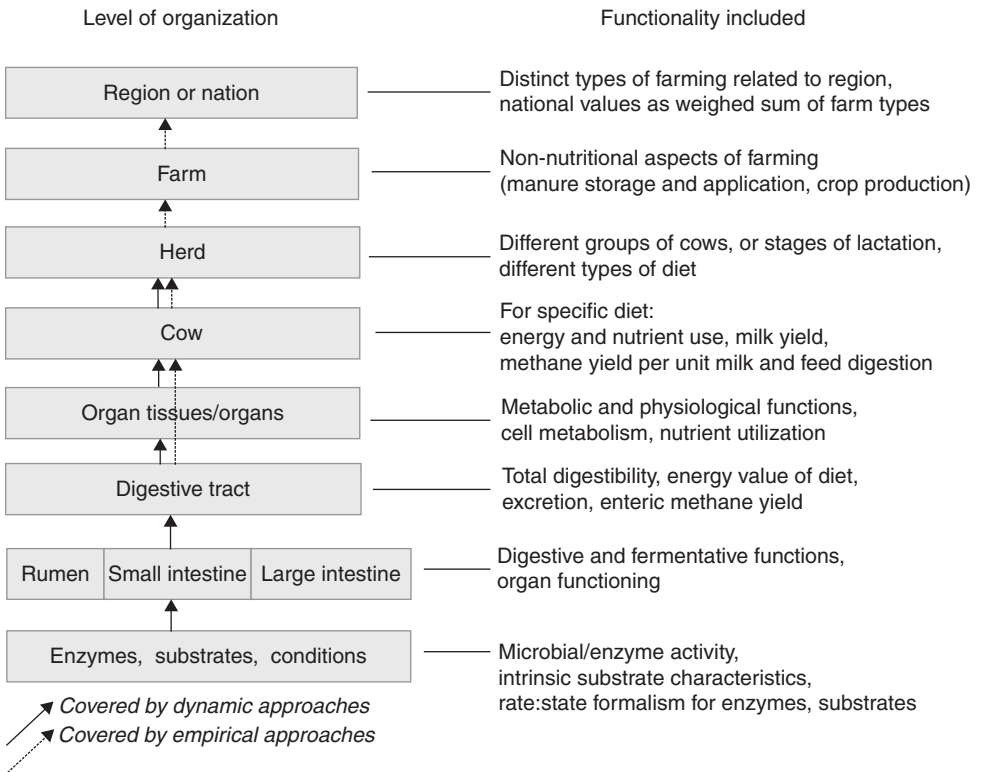 Level of organization
Functionality included
Region or nation
Distinct types of farming related to region,
national values as weighed sum of farm types
Farm
Non-nutritional aspects of farming
(manure storage and application, crop production)
Herd
Different groups of cows, or stages of lactation,
different types of diet
Cow
For specific diet:
energy and nutrient use, milk yield,
methane yield per unit milk and feed digestion
Organ tissues/organs
Metabolic and physiological functions,
cell metabolism, nutrient utilization
Digestive tract
Total digestibility, energy value of diet,
excretion, enteric methane yield
Rumen
Small intestine
Large intestine
Digestive and fermentative functions,
organ functioning
Enzymes, substrates, conditions
Microbial/enzyme activity,
intrinsic substrate characteristics,
rate:state formalism for enzymes, substrates
Covered by dynamic approaches
Covered by empirical approaches